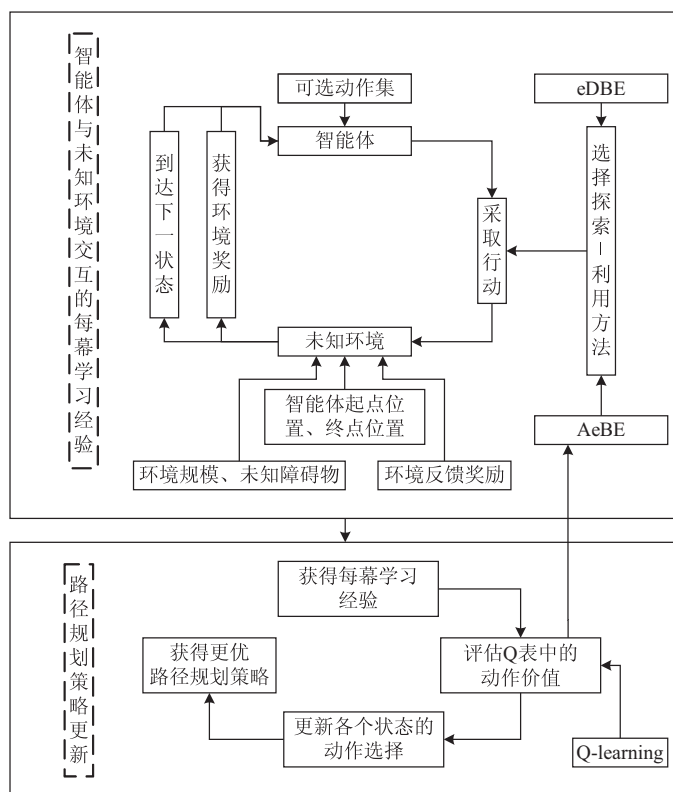 智能体与未知环境交互的每幕学习经验
可选动作集
eDBE
智能体
到达下一状态
获得环境奖励
采取行动
选择探索－利用方法
未知环境
智能体起点位
置、终点位置
AeBE
环境规模、未知障碍物
环境反馈奖励
路径规划策略更新
获得每幕学习
经验
获得更优
路径规划策略
评估Q表中的
动作价值
更新各个状态的
动作选择
Q-learning